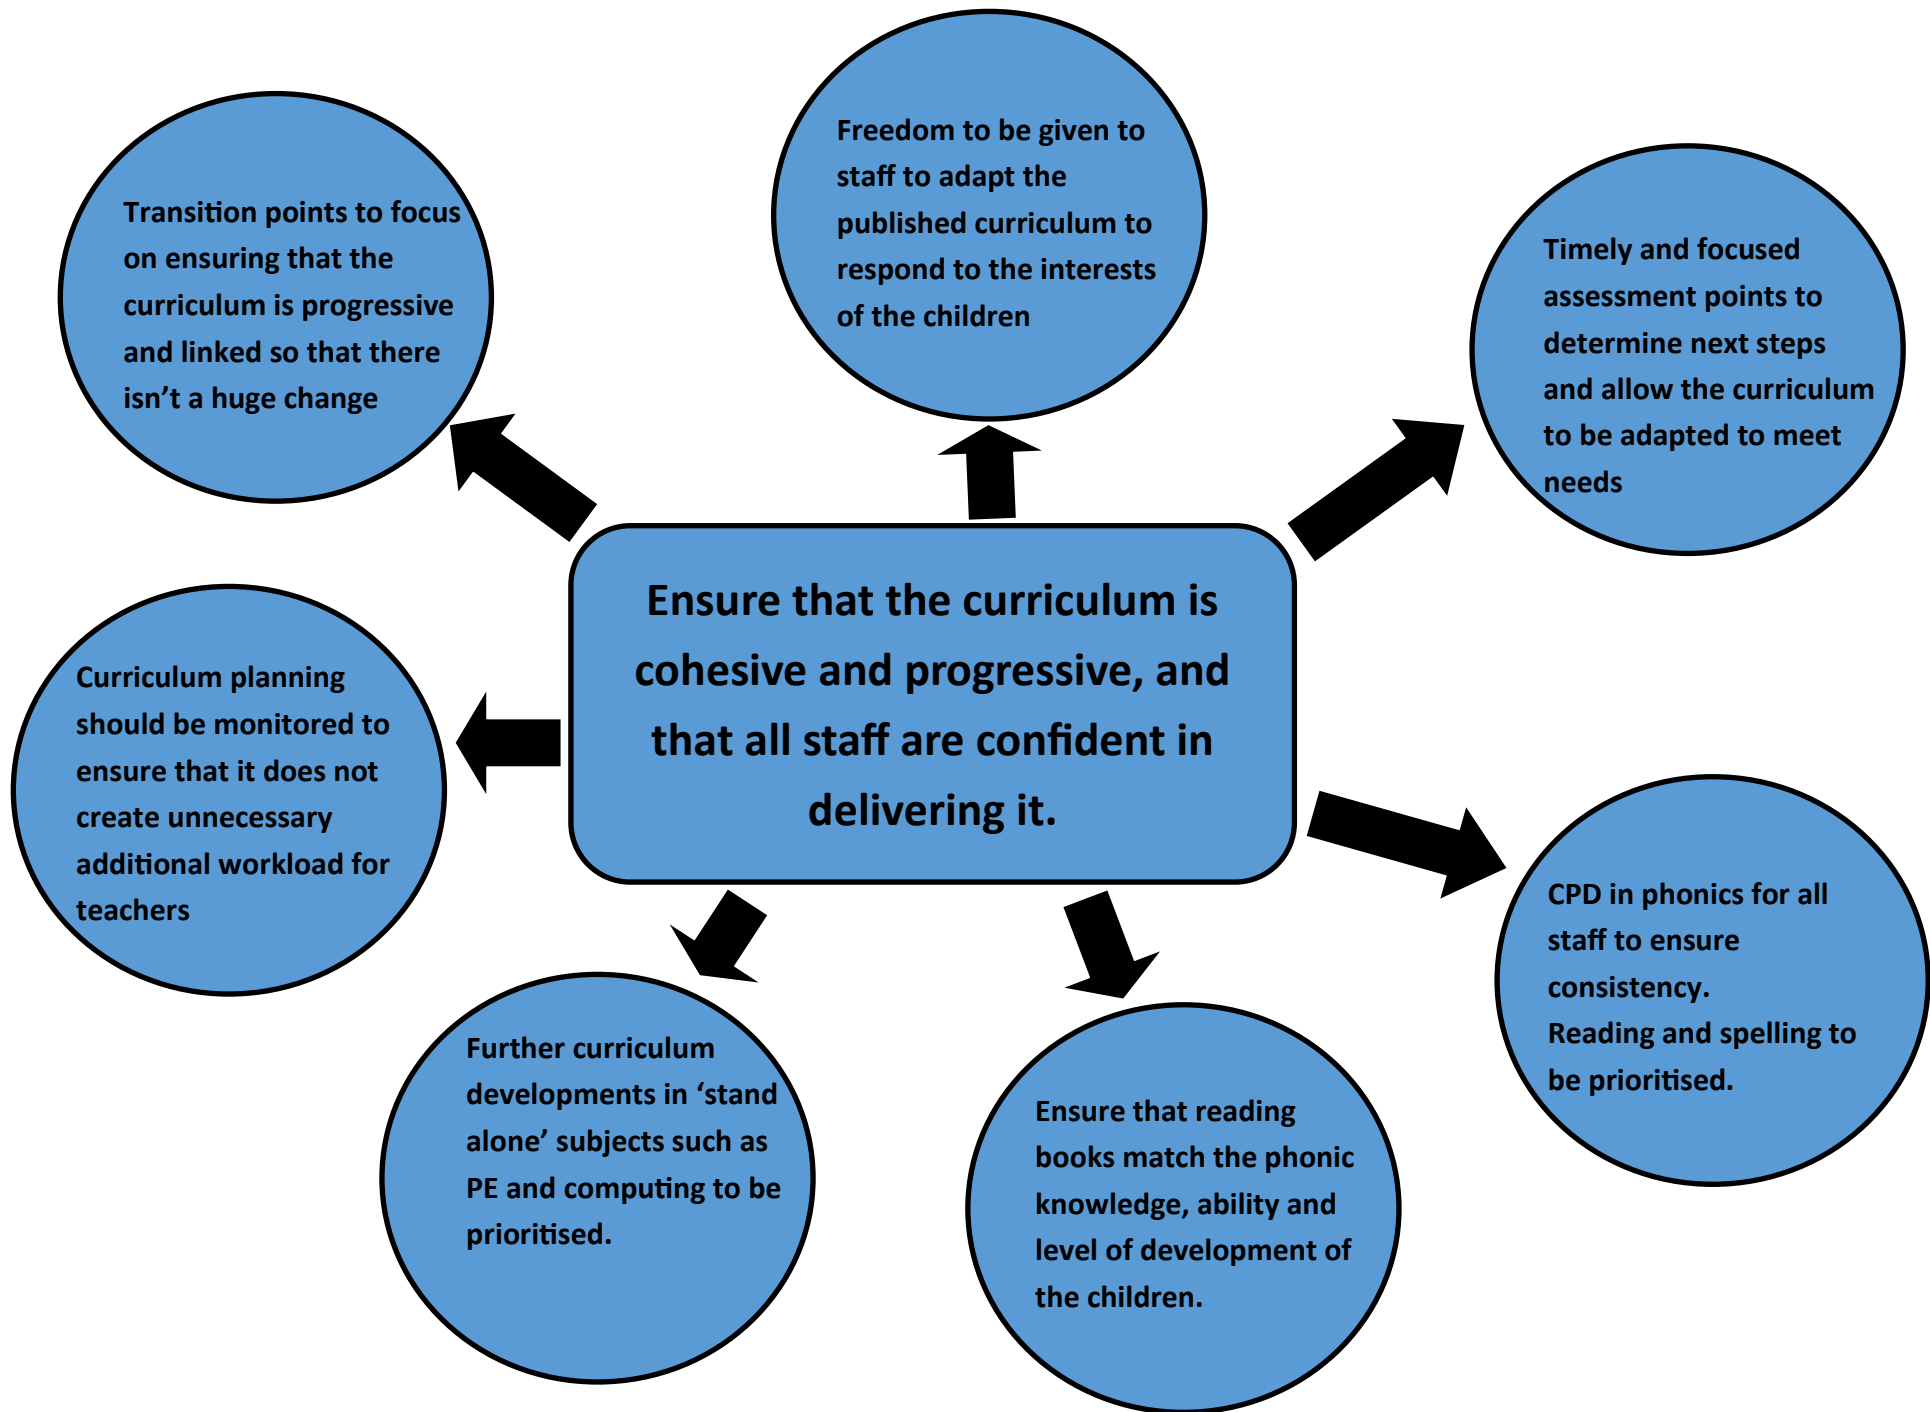 Freedom to be given to
staff to adapt the
published curriculum to
respond to the interests
of the children
Transition points to focus
on ensuring that the
curriculum is progressive
and linked so that there
isn’t a huge change
Timely and focused
assessment points to
determine next steps
and allow the curriculum
to be adapted to meet
needs
Ensure that the curriculum is
cohesive and progressive, and
that all staff are confident in
delivering it.
Curriculum planning
should be monitored to
ensure that it does not
create unnecessary
additional workload for
teachers
CPD in phonics for all
staff to ensure
consistency.
Reading and spelling to
be prioritised.
Further curriculum
developments in ‘stand
alone’ subjects such as
PE and computing to be
prioritised.
Ensure that reading
books match the phonic
knowledge, ability and
level of development of
the children.